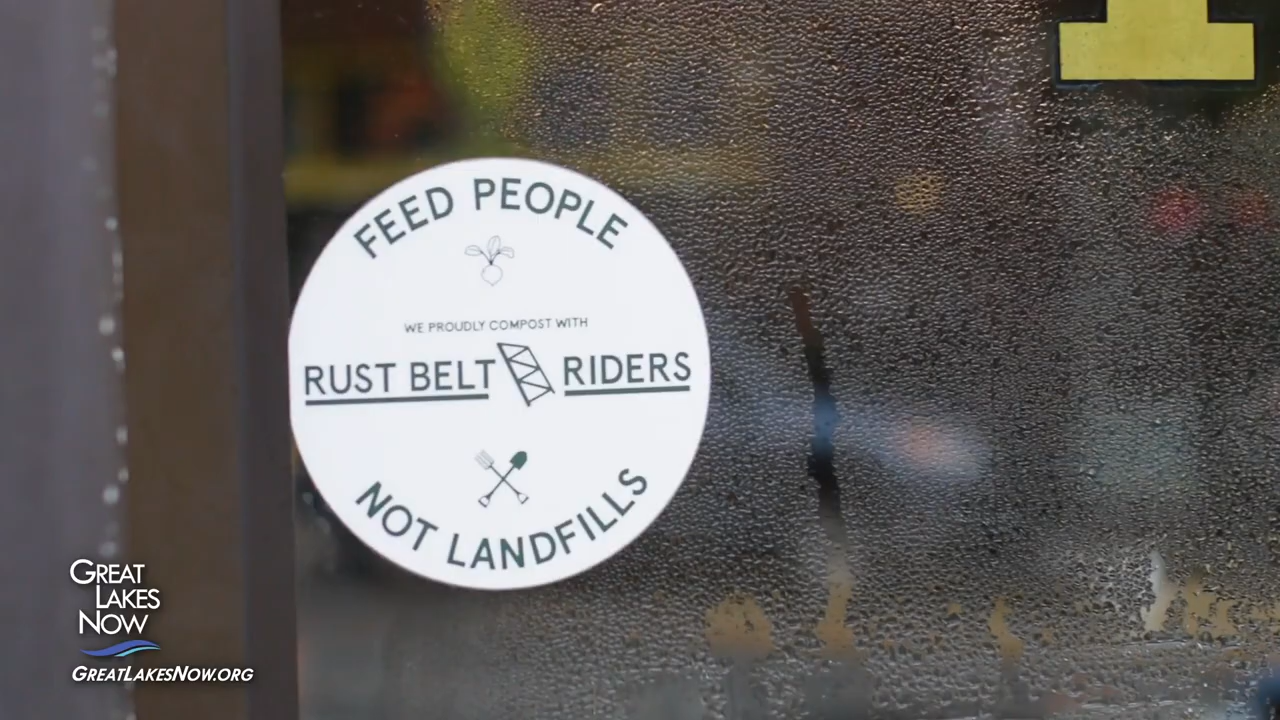 FEED PEOPLE
WE PROUDLY COMPOST WITH
RUST BELT RIDERS
NOT LANDFILLS
GREAT
LAKES
NOW
GREATLAKESNOW.ORG